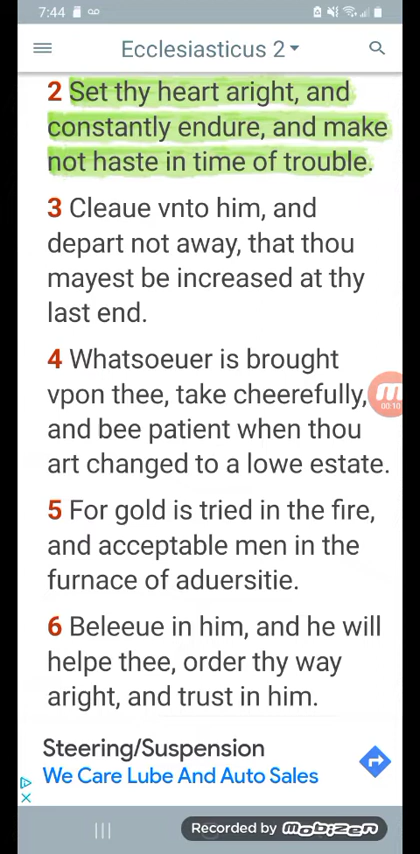 7:44
Ecclesiasticus 2
2 Set thy heart aright, and
constantly endure, and make
not haste in time of trouble.
3 Cleaue vnto him, and
depart not away, that thou
mayest be increased at thy
last end.
4 Whatsoeuer is brought
vpon thee, take cheerefully,
and bee patient when thou
art changed to a lowe estate.
00:10
5 For gold is tried in the fire,
and acceptable men in the
furnace of aduersitie.
6 Beleeue in him, and he will
helpe thee, order thy way
aright, and trust in him.
Steering/Suspension
We Care Lube And Auto Sales
Recorded by mobizen